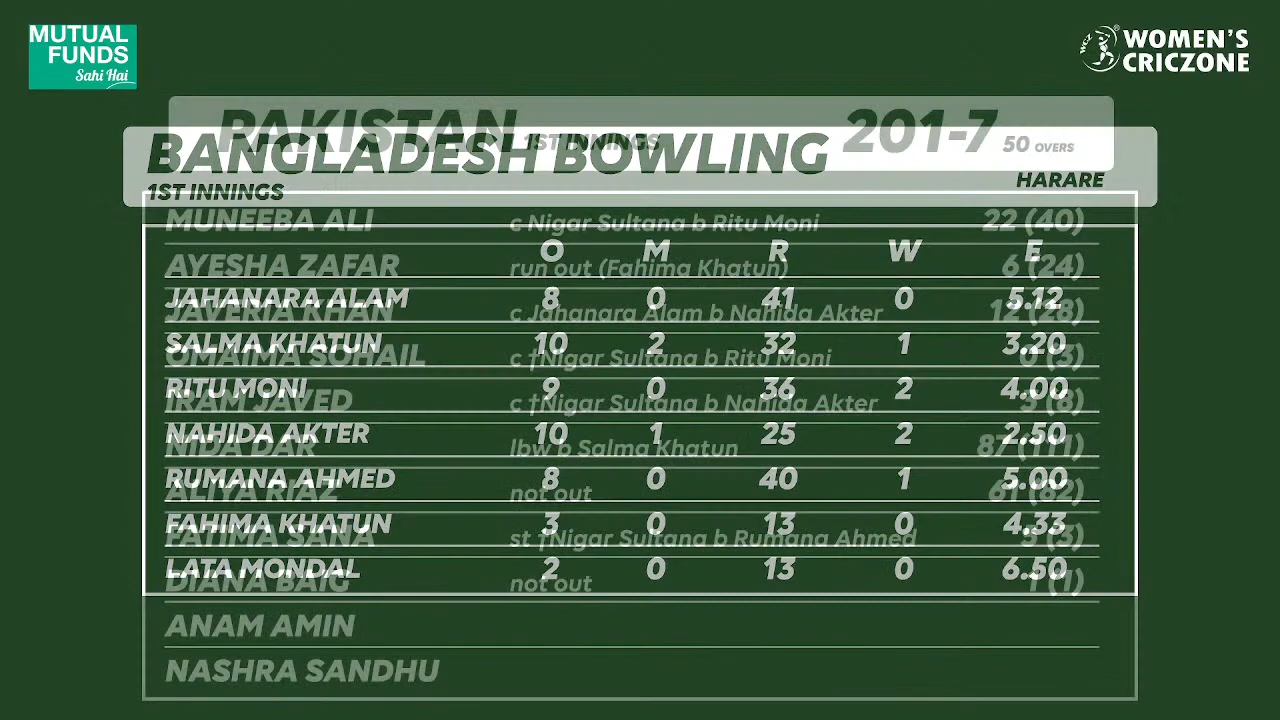 MUTUAL
FUNDS
Sahi Hai
WCZ
WOMEN'S
CRICZONE
PAKISTAN 1ST INNINGS 201-7 50 OVERS
BANGLADESH BOWLING
1ST INNINGS HARARE
MUNEEBA ALI c Nigar Sultana b Ritu Moni 22 (40)
O M R W E
AYESHA ZAFAR run out (Fahima Khatun) 6 (24)
JAHANARA ALAM 8 0 41 0 5.12
JAVERIA KHAN c Jahanara Alam b Nahida Akter 12 (28)
SALMA KHATUN 10 2 32 1 3.20
OMAIMA SOHAIL c †Nigar Sultana b Ritu Moni (3)
RITU MONI 9 0 36 2 4.00
IRAM JAVED c †Nigar Sultana b Nahida Akter (8)
NAHIDA AKTER 10 1 25 2 2.50
NIDA DAR lbw b Salma Khatun 87 (111)
RUMANA AHMED 8 0 40 1 5.00
ALIYA RIAZ not out 61 (82)
FAHIMA KHATUN 3 0 13 0 4.33
FATIMA SANA st †Nigar Sultana b Rumana Ahmed (3)
LATA MONDAL 2 0 13 0 6.50
DIANA BAIG not out 1 (1)
ANAM AMIN
NASHRA SANDHU